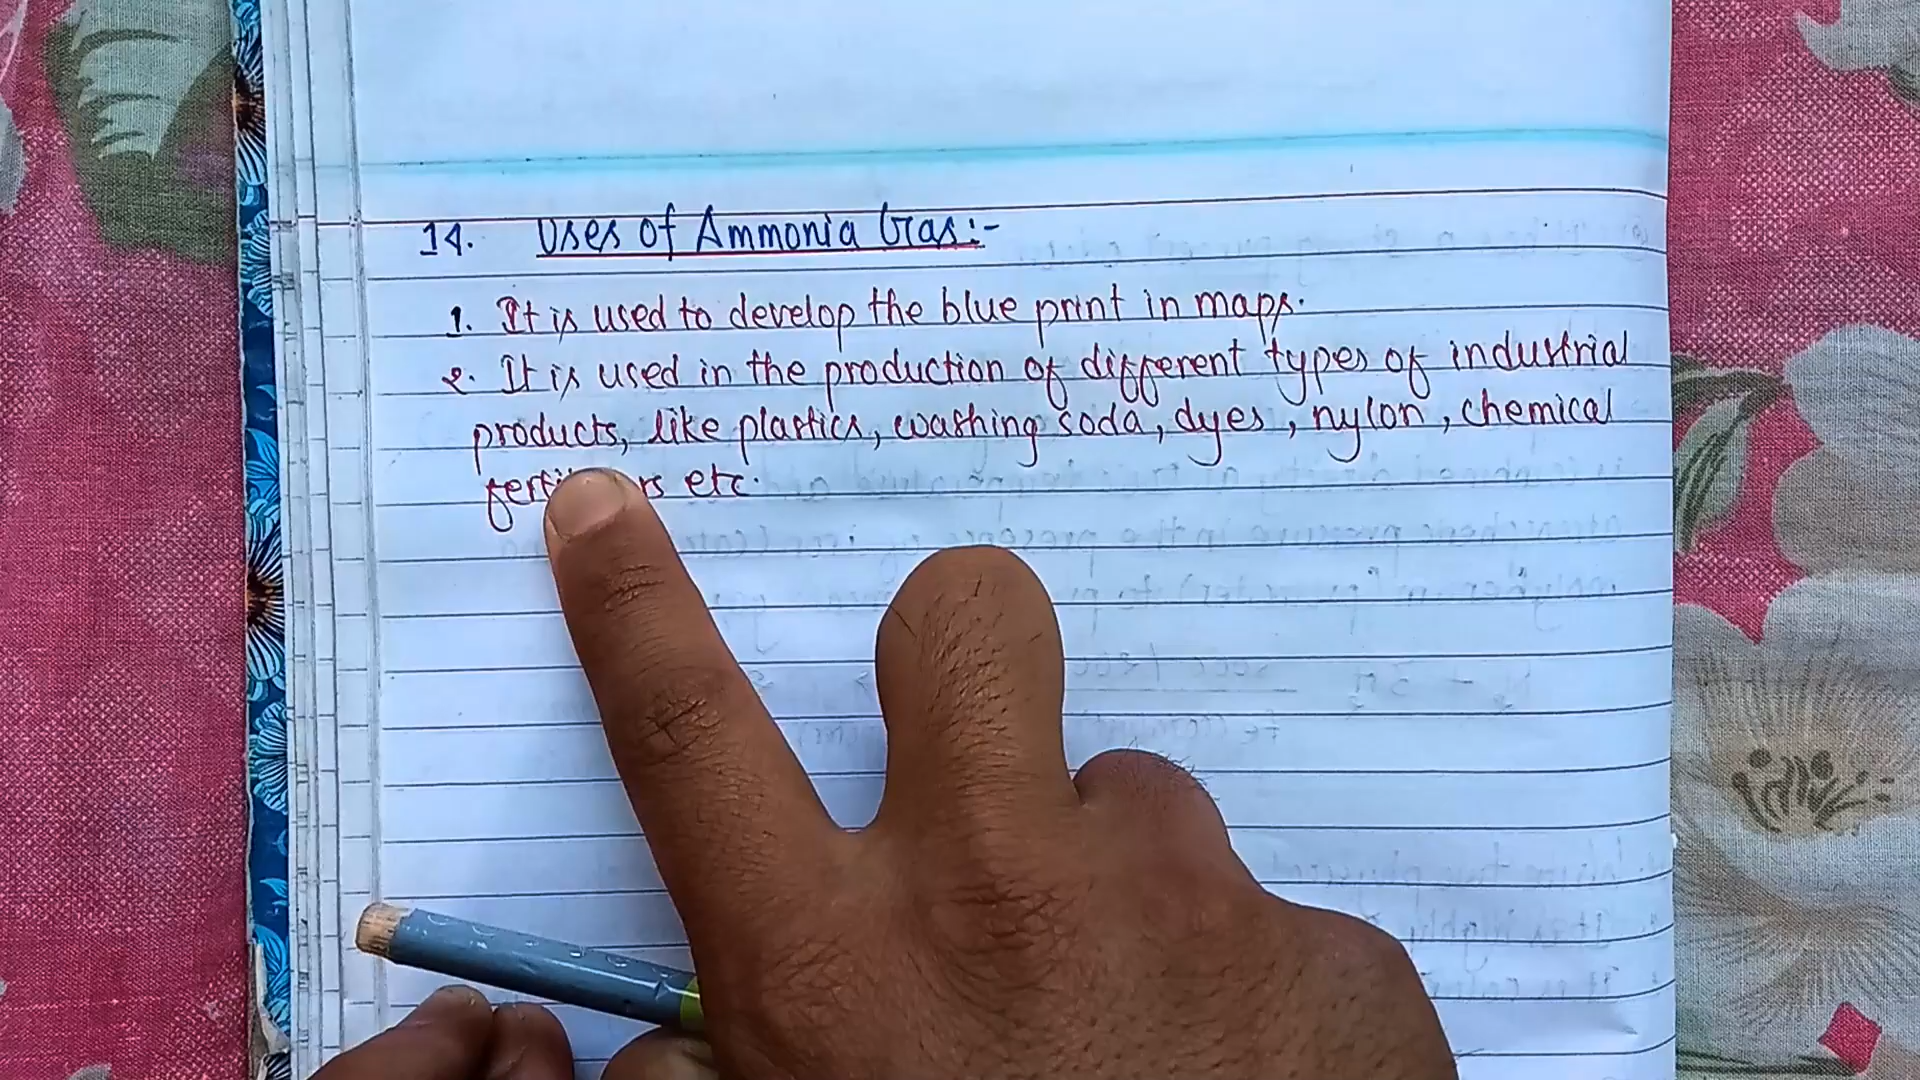 14. Uses of Ammonia Gas:-
1. It is used to develop the blue print in maps.
2. It is used in the production of different types of industrial
products, like plastics, washing soda, dyes, nylon, chemical
etc.